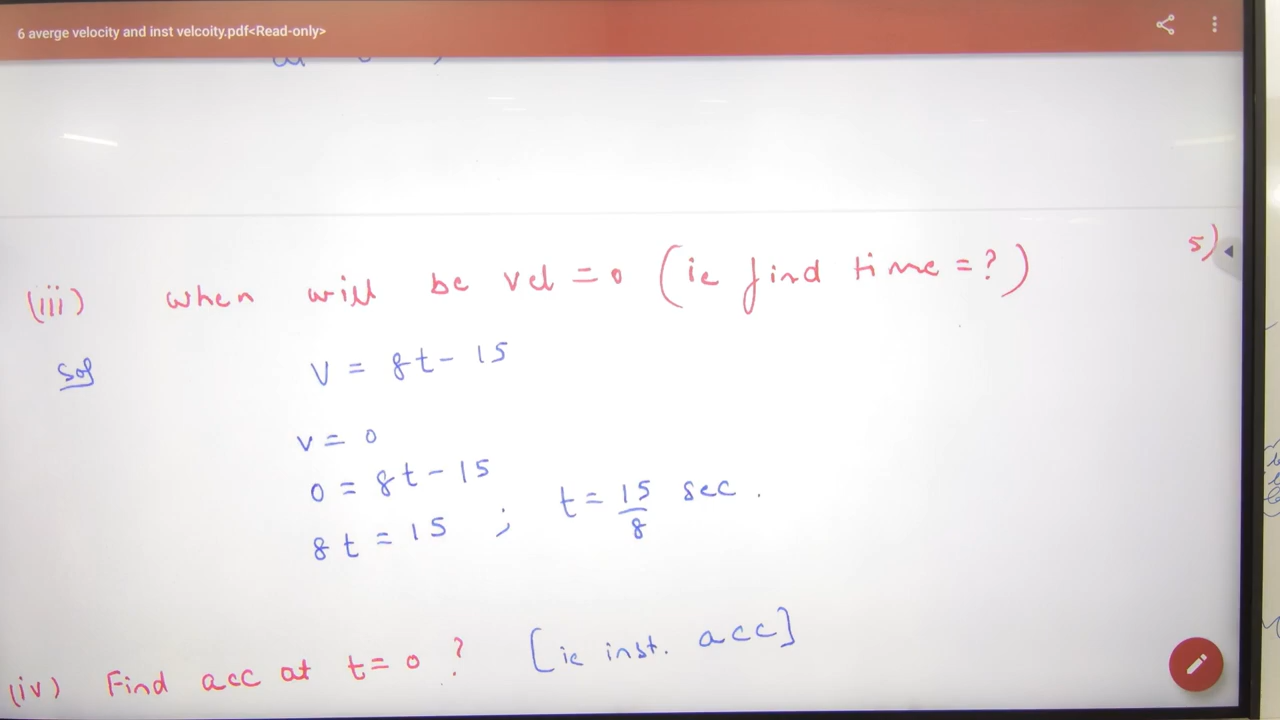 6 averge velocity and inst velcoity.pdf<Read-only>
5)
(iii) when will be vel = 0 (ie find time = ?)
Sol
V = 8t - 15
v = 0
0 = 8t - 15
8t = 15 ; t = 15/8 sec.
(iv) Find acc at t = 0 ? [ie inst. acc]